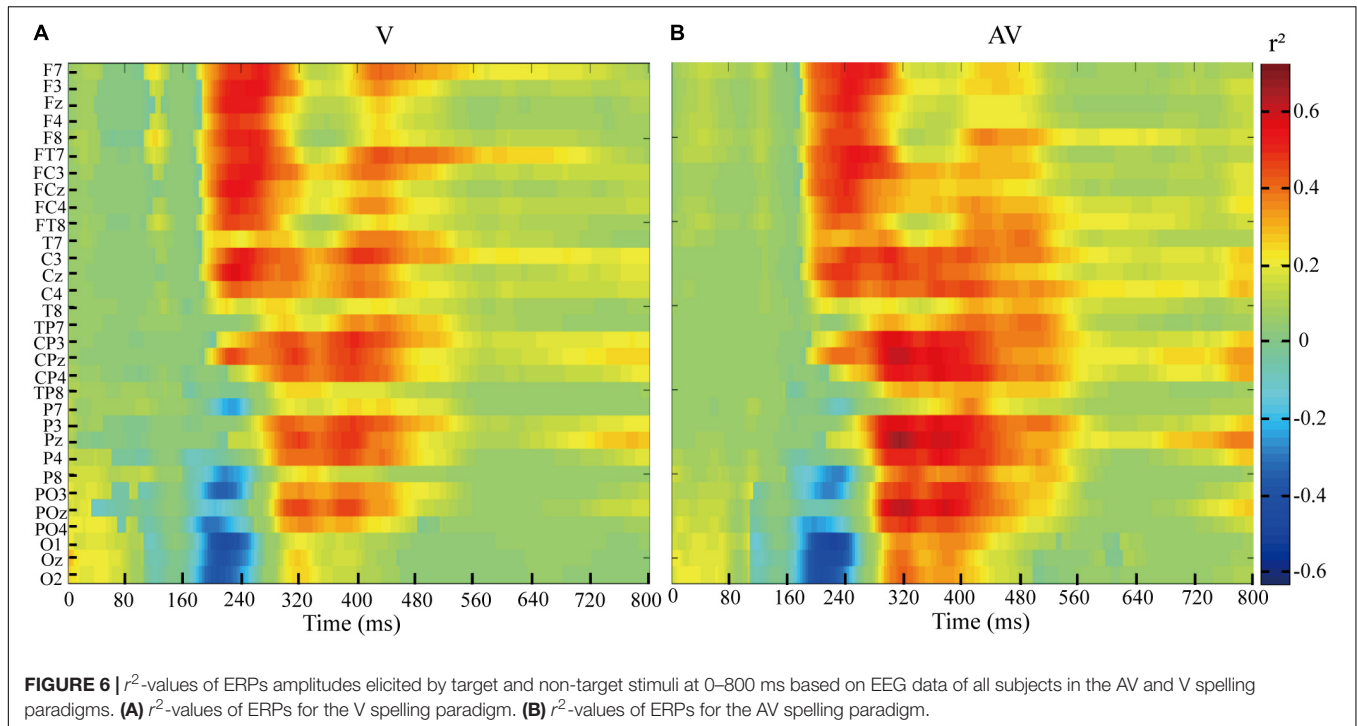 A
V
B
AV
r²
F7
F3
Fz
F4
F8
FT7
FC3
FCz
FC4
FT8
T7
C3
Cz
C4
T8
TP7
CP3
CPz
CP4
TP8
P7
P3
Pz
P4
P8
PO3
POz
PO4
O1
Oz
O2
0 80 160 240 320 400 480 560 640 720 800
Time (ms)
0 80 160 240 320 400 480 560 640 720 800
Time (ms)
0.6
0.4
0.2
0
-0.2
-0.4
-0.6
FIGURE 6 | r²-values of ERPs amplitudes elicited by target and non-target stimuli at 0–800 ms based on EEG data of all subjects in the AV and V spelling
paradigms. (A) r²-values of ERPs for the V spelling paradigm. (B) r²-values of ERPs for the AV spelling paradigm.